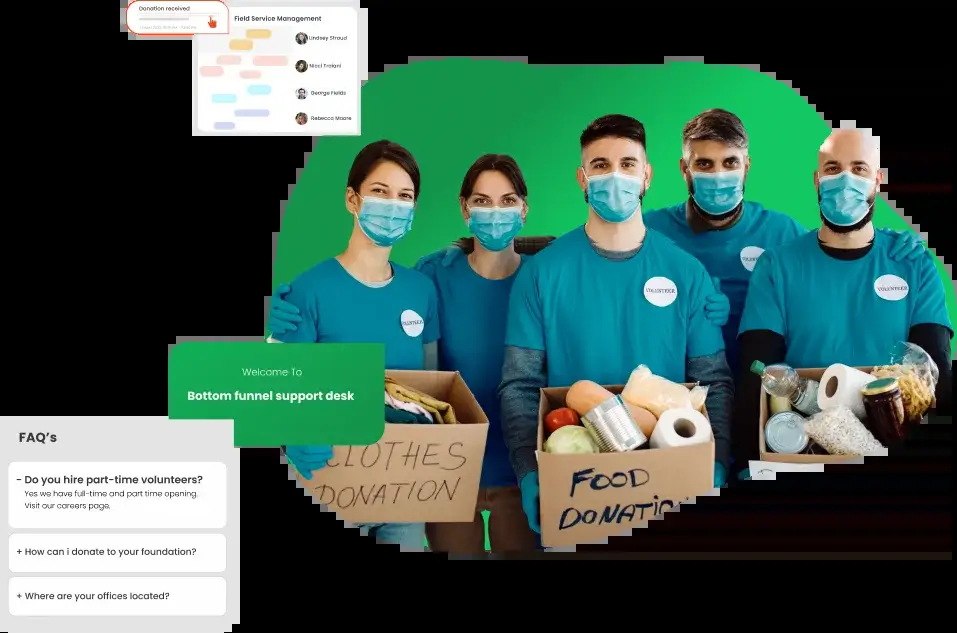 Donation received
Field Service Management
Lindsey Stroud
Nicci Troiani
George Fields
Rebecca Moore
VOLUNTEER
VOLUNTEER
VOLUNTEER
VOLUNTEER
Welcome To
Bottom funnel support desk
CLOTHES
DONATION
FOOD
DONATIO
FAQ’s
- Do you hire part-time volunteers?
Yes we have full-time and part time opening.
Visit our careers page.
+ How can i donate to your foundation?
+ Where are your offices located?